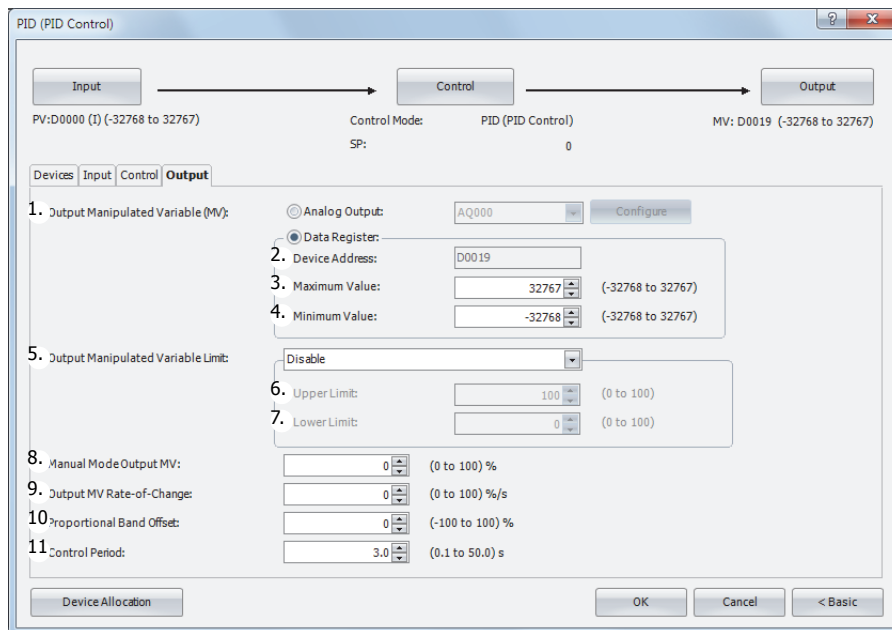 PID (PID Control)
? X
Input Control Output
PV:D0000 (I) (-32768 to 32767) Control Mode: PID (PID Control) MV: D0019 (-32768 to 32767)
SP: 0
Devices Input Control Output
1. Output Manipulated Variable (MV): Analog Output: AQ000 Configure
Data Register:
2. Device Address: D0019
3. Maximum Value: 32767 (-32768 to 32767)
4. Minimum Value: -32768 (-32768 to 32767)
5. Output Manipulated Variable Limit: Disable
6. Upper Limit: 100 (0 to 100)
7. Lower Limit: 0 (0 to 100)
8. Manual Mode Output MV: 0 (0 to 100) %
9. Output MV Rate-of-Change: 0 (0 to 100) %/s
10 Proportional Band Offset: 0 (-100 to 100) %
11 Control Period: 3.0 (0.1 to 50.0) s
Device Allocation OK Cancel < Basic